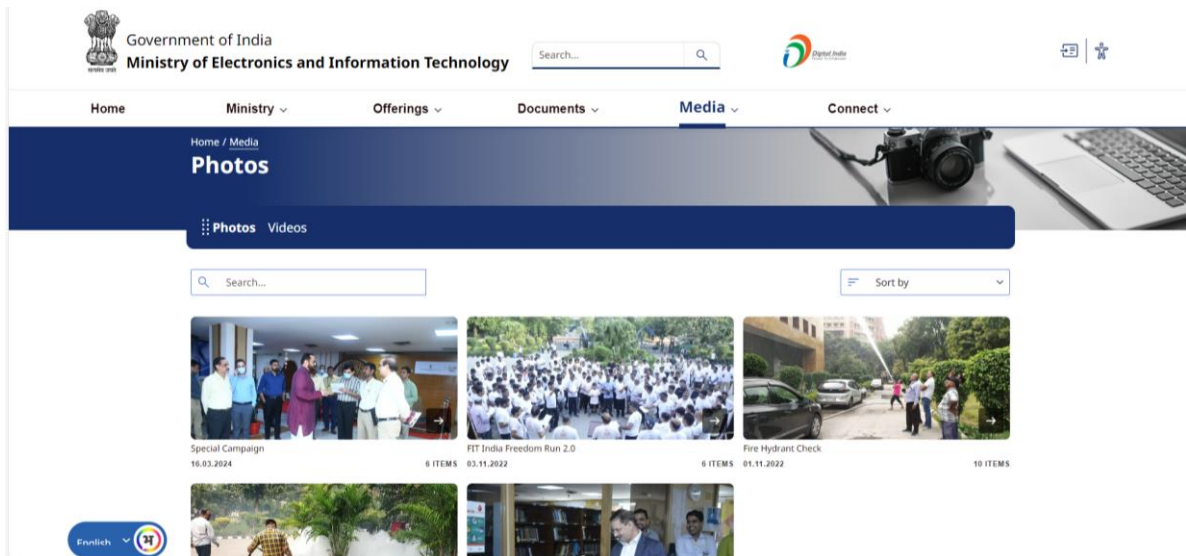 Government of India
Ministry of Electronics and Information Technology
Search...
Digital India
Home Ministry Offerings Documents Media Connect
Home / Media
Photos
Photos Videos
Search... Sort by
Special Campaign
16.03.2024 6 ITEMS
FIT India Freedom Run 2.0
03.11.2022 6 ITEMS
Fire Hydrant Check
01.11.2022 10 ITEMS
English अ